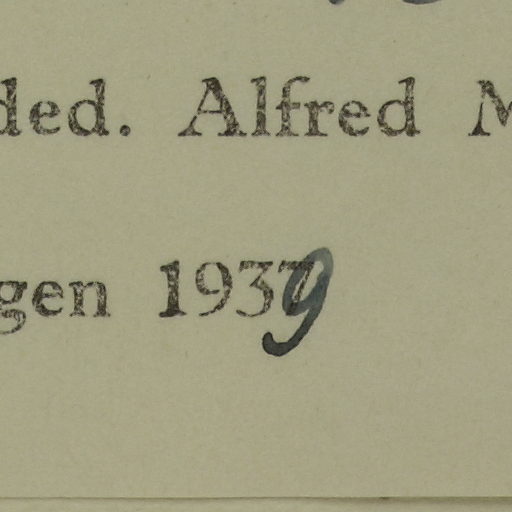 ded. Alfred M
gen 1939